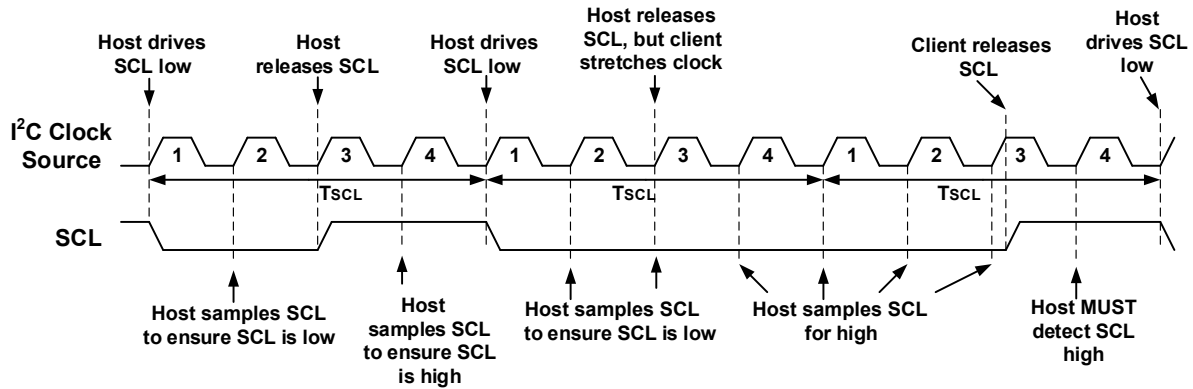 Host drives
SCL low
Host
releases SCL
Host drives
SCL low
Host releases
SCL, but client
stretches clock
Client releases
SCL
Host
drives SCL
low
I²C Clock
Source
1 2 3 4 1 2 3 4 1 2 3 4
TSCL TSCL TSCL
SCL
Host samples SCL
to ensure SCL is low
Host
samples SCL
to ensure SCL
is high
Host samples SCL
to ensure SCL is low
Host samples SCL
for high
Host MUST
detect SCL
high